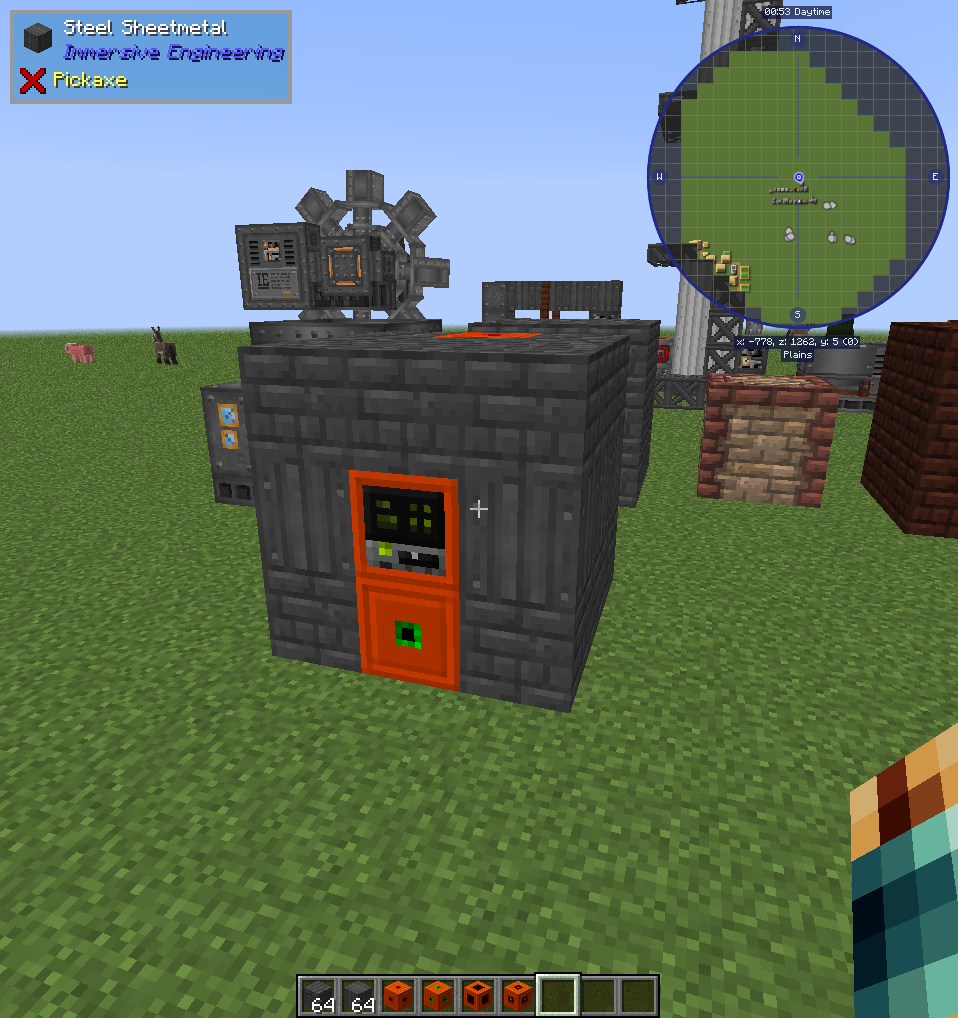 Steel Sheetmetal
Immersive Engineering
Pickaxe
00:53 Daytime
N
W
E
S
x: -778, z: 1262, y: 5 (0)
Plains
64
64